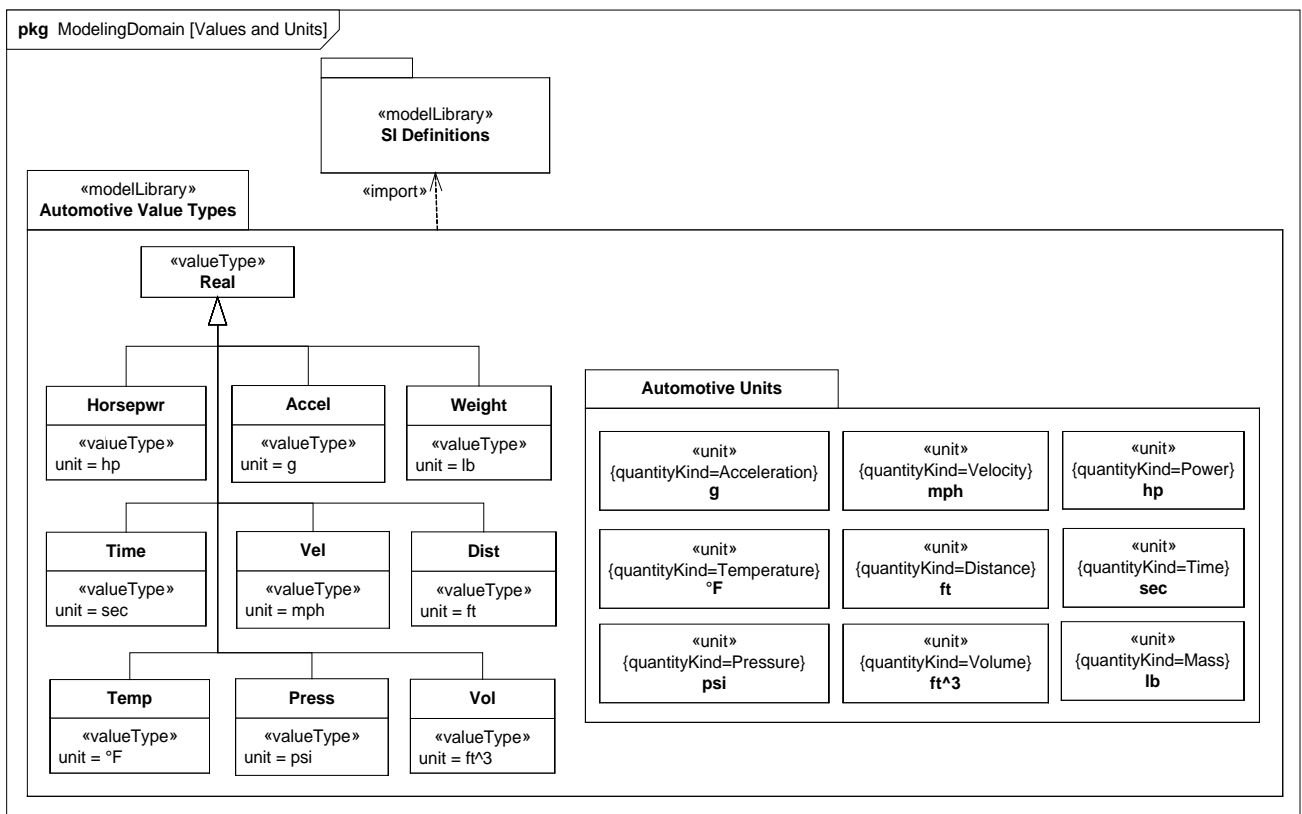 pkg ModelingDomain [Values and Units]
«modelLibrary»
SI Definitions
«import»
«modelLibrary»
Automotive Value Types
«valueType»
Real
Horsepwr
«valueType»
unit = hp
Accel
«valueType»
unit = g
Weight
«valueType»
unit = lb
Time
«valueType»
unit = sec
Vel
«valueType»
unit = mph
Dist
«valueType»
unit = ft
Temp
«valueType»
unit = °F
Press
«valueType»
unit = psi
Vol
«valueType»
unit = ft^3
Automotive Units
«unit»
{quantityKind=Acceleration}
g
«unit»
{quantityKind=Velocity}
mph
«unit»
{quantityKind=Power}
hp
«unit»
{quantityKind=Temperature}
°F
«unit»
{quantityKind=Distance}
ft
«unit»
{quantityKind=Time}
sec
«unit»
{quantityKind=Pressure}
psi
«unit»
{quantityKind=Volume}
ft^3
«unit»
{quantityKind=Mass}
lb